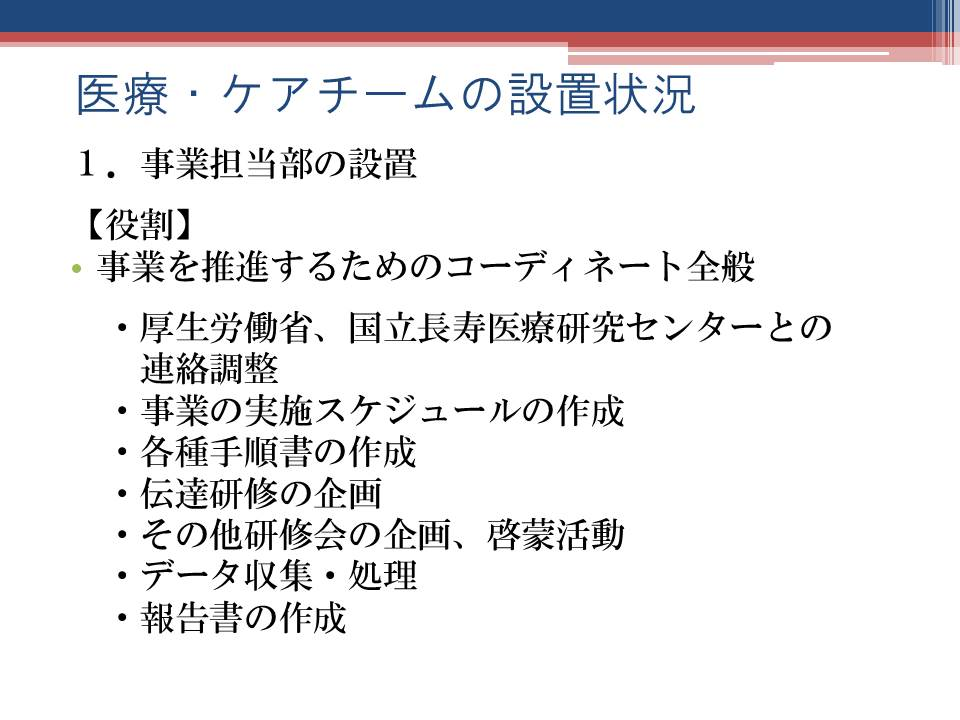 医療・ケアチームの設置状況
１．事業担当部の設置
【役割】
• 事業を推進するためのコーディネート全般
・厚生労働省、国立長寿医療研究センターとの
連絡調整
・事業の実施スケジュールの作成
・各種手順書の作成
・伝達研修の企画
・その他研修会の企画、啓蒙活動
・データ収集・処理
・報告書の作成